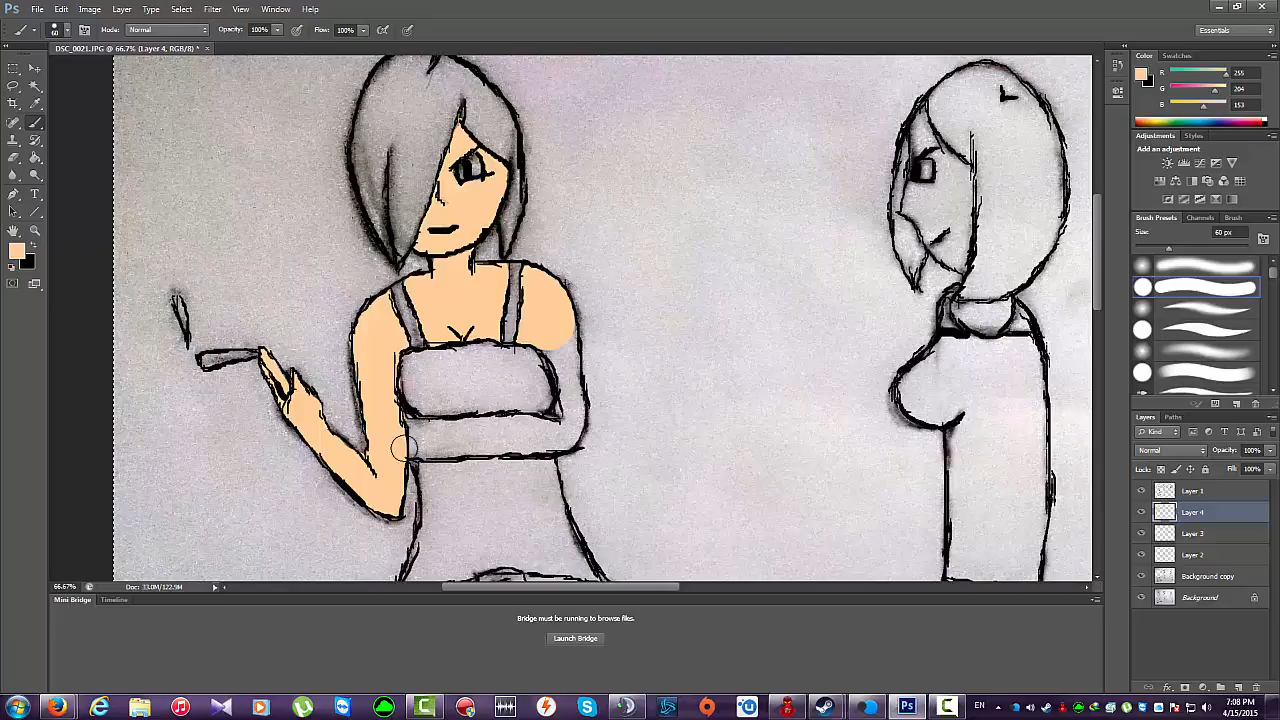 Ps File Edit Image Layer Type Select Filter View Window Help
60 Mode: Normal Opacity: 100% Flow: 100% Essentials
DSC_0021.JPG @ 66.7% (Layer 4, RGB/8) * ×
Color Swatches
R 255
G 204
B 153
Adjustments Styles
Add an adjustment
Brush Presets Channels Brush
Size: 60 px
Layers Paths
Kind
Normal Opacity: 100%
Lock: Fill: 100%
Layer 1
Layer 4
Layer 3
Layer 2
Background copy
Background
66.67% Doc: 33.0M/122.9M
Mini Bridge Timeline
Bridge must be running to browse files.
Launch Bridge
EN 7:08 PM
4/15/2015